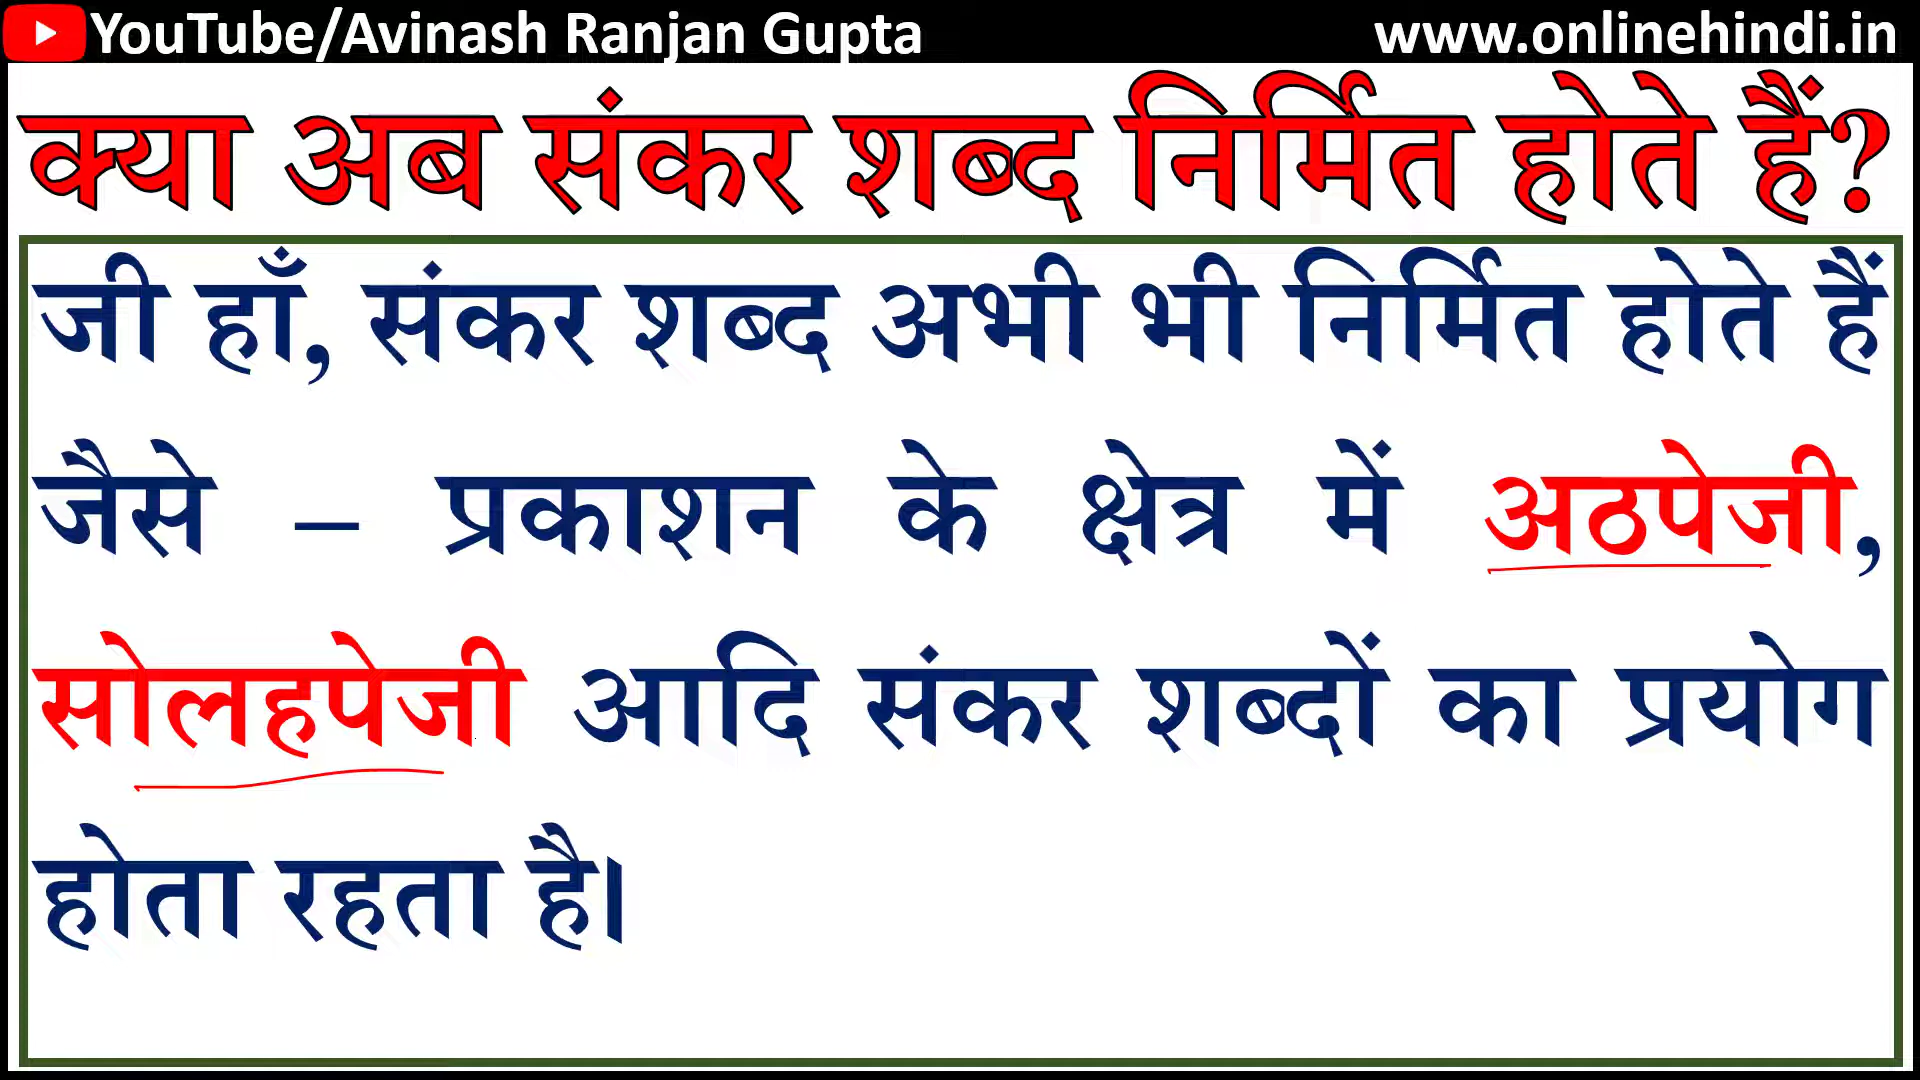 YouTube/Avinash Ranjan Gupta
www.onlinehindi.in
क्या अब संकर शब्द निर्मित होते हैं?
जी हाँ, संकर शब्द अभी भी निर्मित होते हैं
जैसे – प्रकाशन के क्षेत्र में अठपेजी,
सोलहपेजी आदि संकर शब्दों का प्रयोग
होता रहता है।